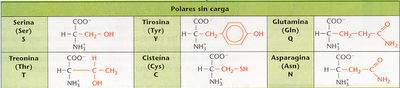 Polares sin carga
Serina
(Ser)
S
COO⁻
H–C–CH₂–OH
NH₃⁺
Tirosina
(Tyr)
Y
COO⁻
H–C–CH₂
OH
NH₃⁺
Glutamina
(Gln)
Q
COO⁻
H–C–CH₂–CH₂–C
O
NH₂
NH₃⁺
Treonina
(Thr)
T
COO⁻
H–C–C–CH₃
H
NH₃⁺ OH
Cisteína
(Cys)
C
COO⁻
H–C–CH₂–SH
NH₃⁺
Asparagina
(Asn)
N
COO⁻
H–C–CH₂–C
O
NH₂
NH₃⁺